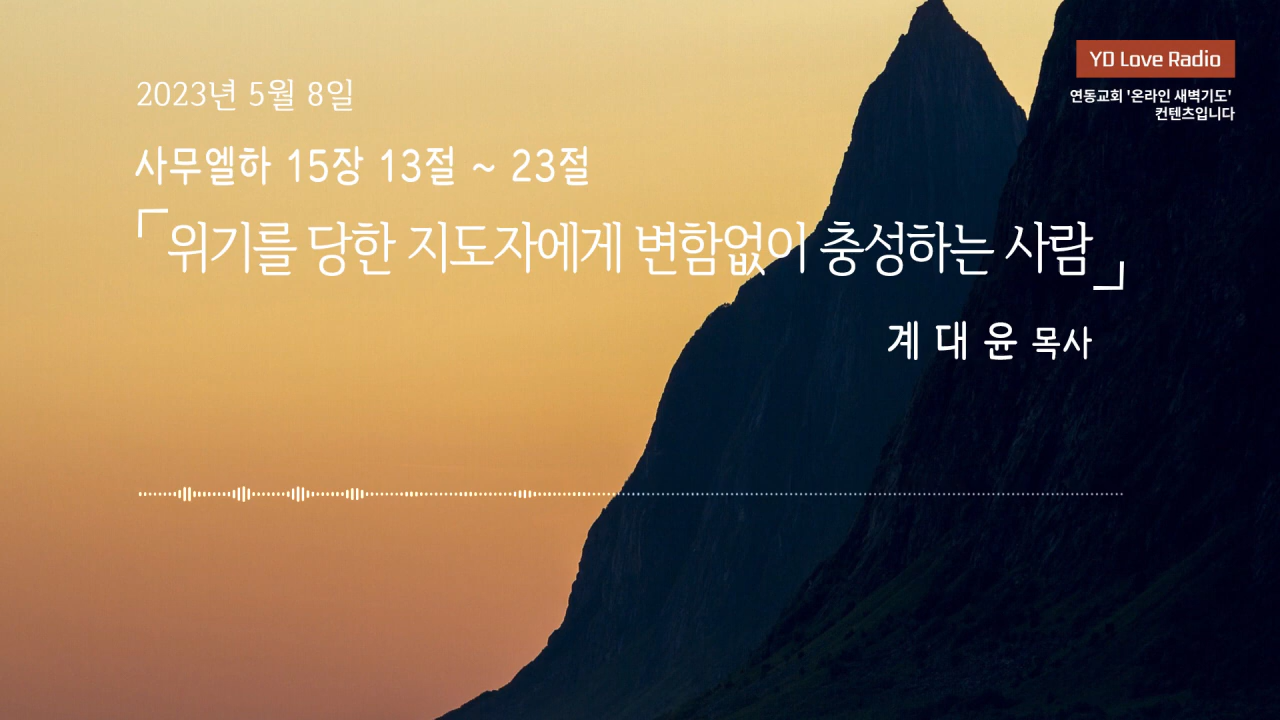 YD Love Radio
연동교회 '온라인 새벽기도'
컨텐츠입니다
2023년 5월 8일
사무엘하 15장 13절 ~ 23절
「위기를 당한 지도자에게 변함없이 충성하는 사람」
계 대 윤 목사